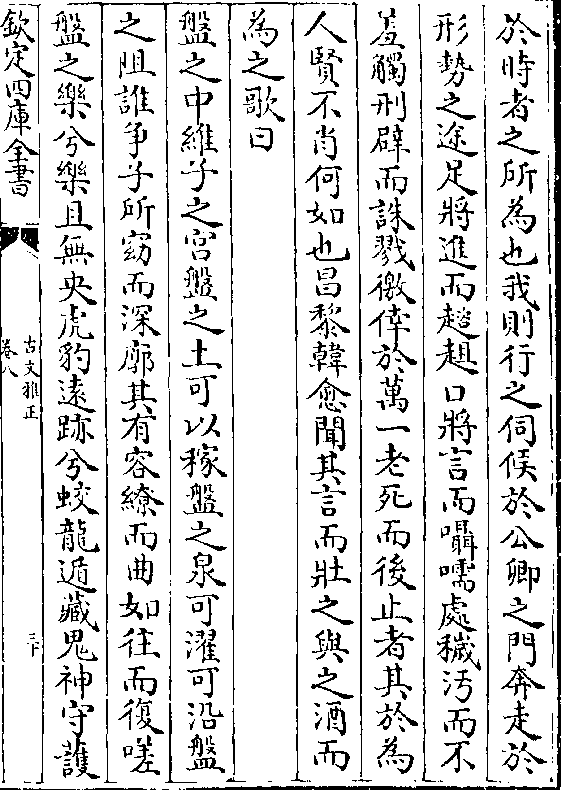 於時者之所為也我則行之伺候於公卿之門奔走於
形勢之途足將進而趑趄口將言而囁嚅處穢汚而不
羞觸刑辟而誅戮徼倖於萬一老死而後止者其於為
人賢不肖何如也昌黎韓愈聞其言而壯之與之酒而
為之歌曰
盤之中維子之宫盤之土可以稼盤之泉可濯可沿盤
之阻誰争子所窈而深廓其有容繚而曲如往而復嗟
盤之樂兮樂且無央虎豹遠跡兮蛟龍遁藏鬼神守護
欽定四庫全書
古文雅正
卷八